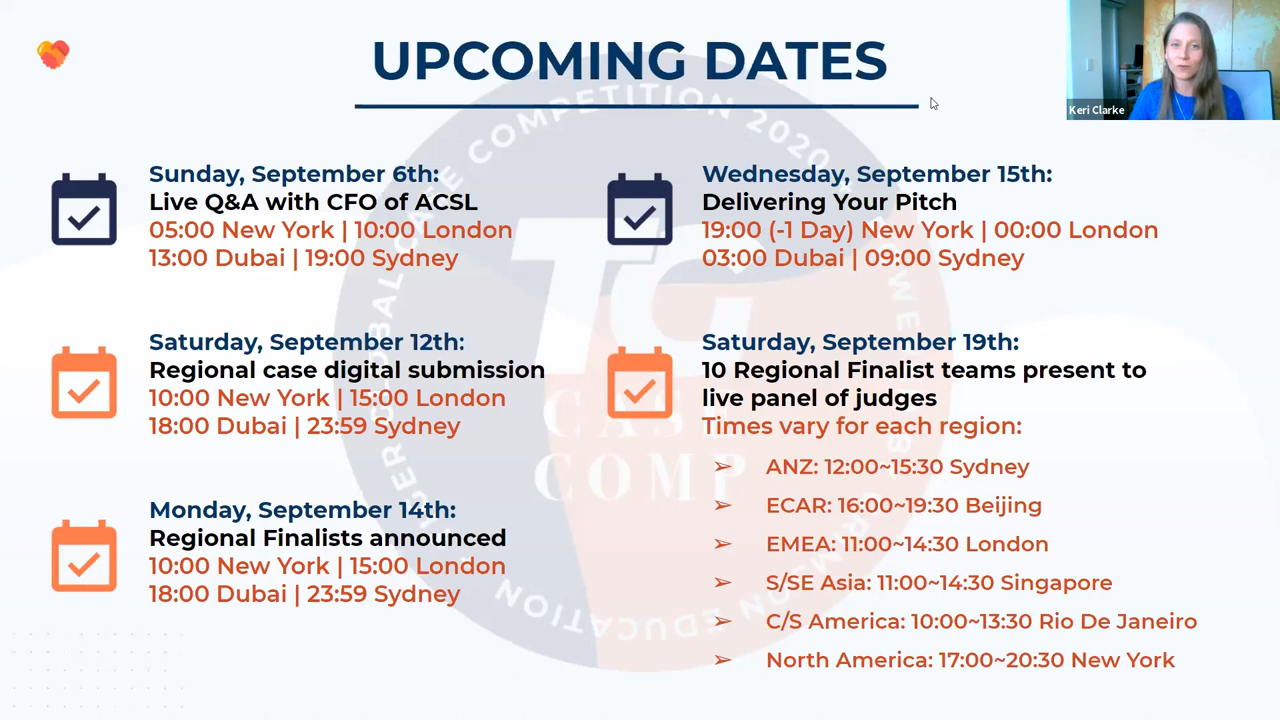 UPCOMING DATES
Keri Clarke
Sunday, September 6th:
Live Q&A with CFO of ACSL
05:00 New York | 10:00 London
13:00 Dubai | 19:00 Sydney
Saturday, September 12th:
Regional case digital submission
10:00 New York | 15:00 London
18:00 Dubai | 23:59 Sydney
Monday, September 14th:
Regional Finalists announced
10:00 New York | 15:00 London
18:00 Dubai | 23:59 Sydney
Wednesday, September 15th:
Delivering Your Pitch
19:00 (-1 Day) New York | 00:00 London
03:00 Dubai | 09:00 Sydney
Saturday, September 19th:
10 Regional Finalist teams present to
live panel of judges
Times vary for each region:
➢ ANZ: 12:00~15:30 Sydney
➢ ECAR: 16:00~19:30 Beijing
➢ EMEA: 11:00~14:30 London
➢ S/SE Asia: 11:00~14:30 Singapore
➢ C/S America: 10:00~13:30 Rio De Janeiro
➢ North America: 17:00~20:30 New York
TG
CASE
COMP